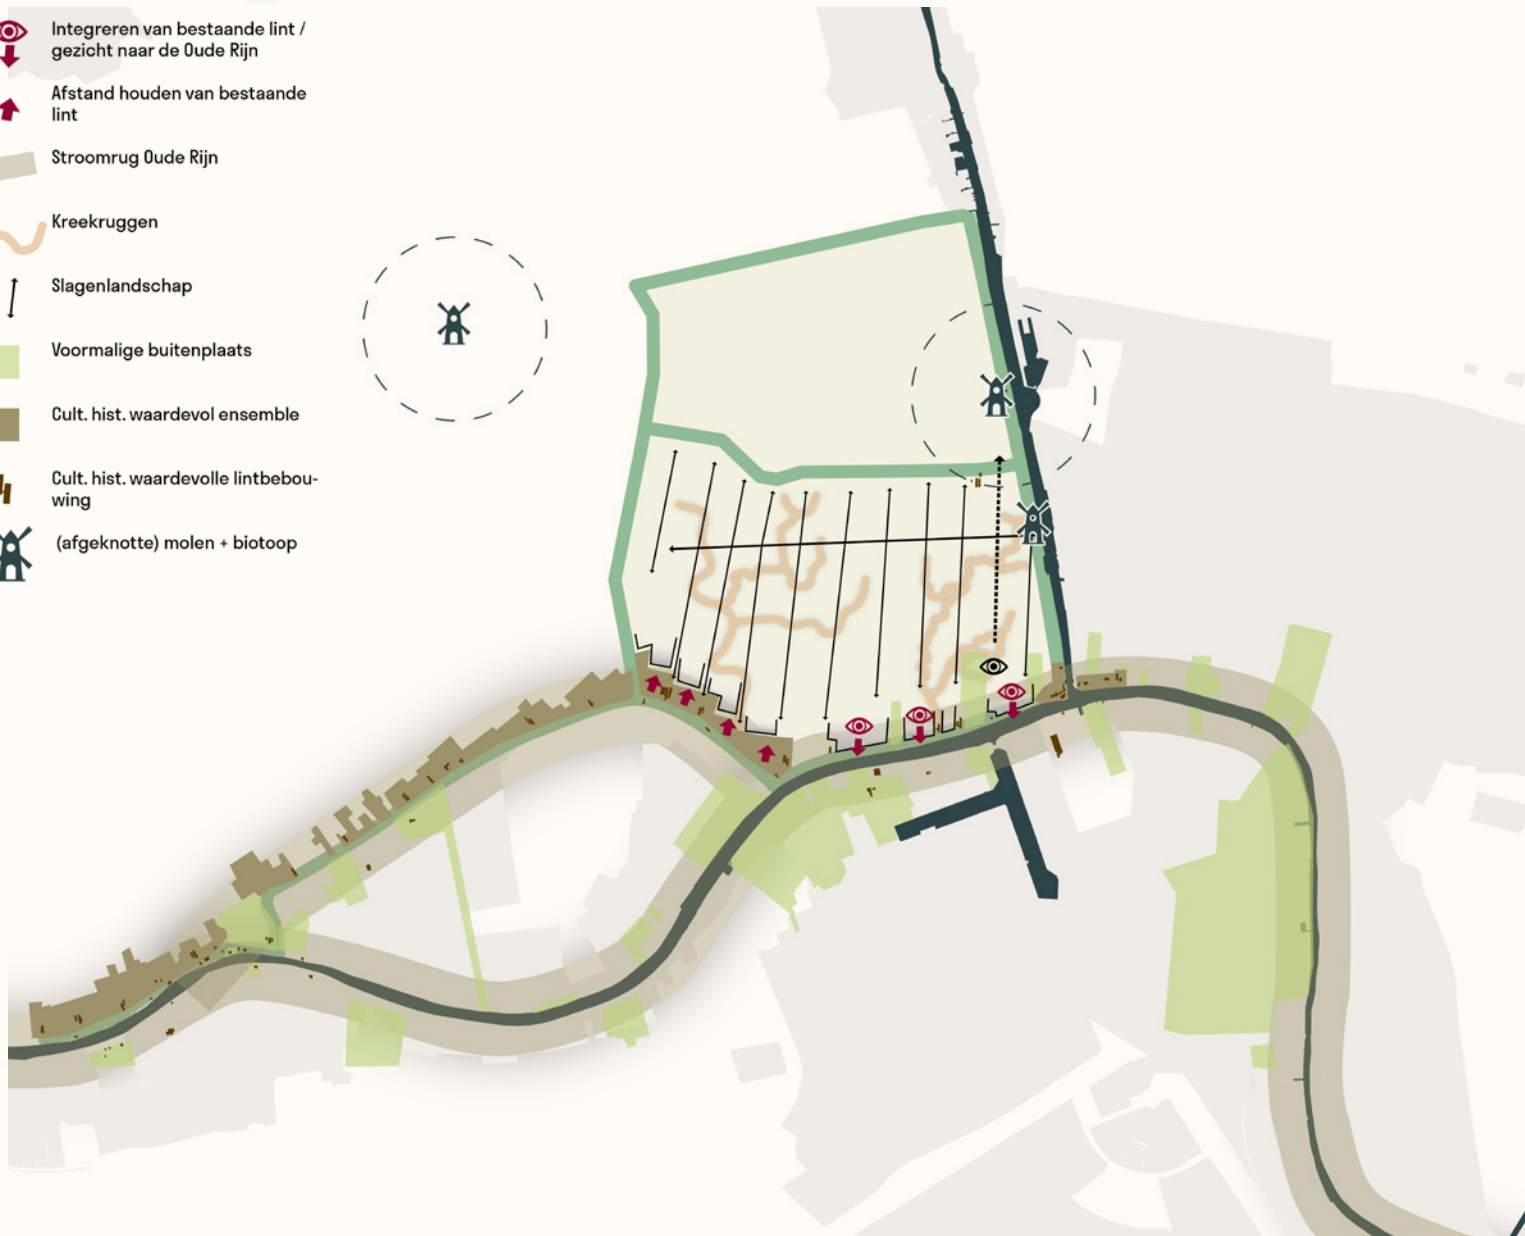 Integreren van bestaande lint /
gezicht naar de Oude Rijn
Afstand houden van bestaande
lint
Stroomrug Oude Rijn
Kreekruggen
Slagenlandschap
Voormalige buitenplaats
Cult. hist. waardevol ensemble
Cult. hist. waardevolle lintbebou-
wing
(afgeknotte) molen + biotoop